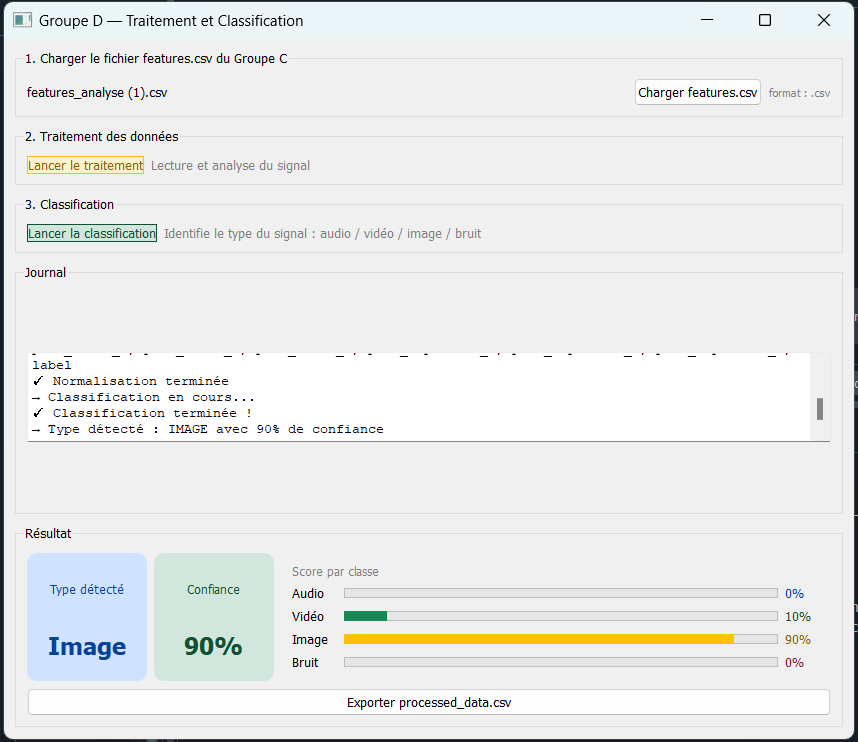 Groupe D — Traitement et Classification
1. Charger le fichier features.csv du Groupe C
features_analyse (1).csv
Charger features.csv
format : .csv
2. Traitement des données
Lancer le traitement
Lecture et analyse du signal
3. Classification
Lancer la classification
Identifie le type du signal : audio / vidéo / image / bruit
Journal
label
✓ Normalisation terminée
→ Classification en cours...
✓ Classification terminée !
→ Type détecté : IMAGE avec 90% de confiance
Résultat
Type détecté
Image
Confiance
90%
Score par classe
Audio 0%
Vidéo 10%
Image 90%
Bruit 0%
Exporter processed_data.csv